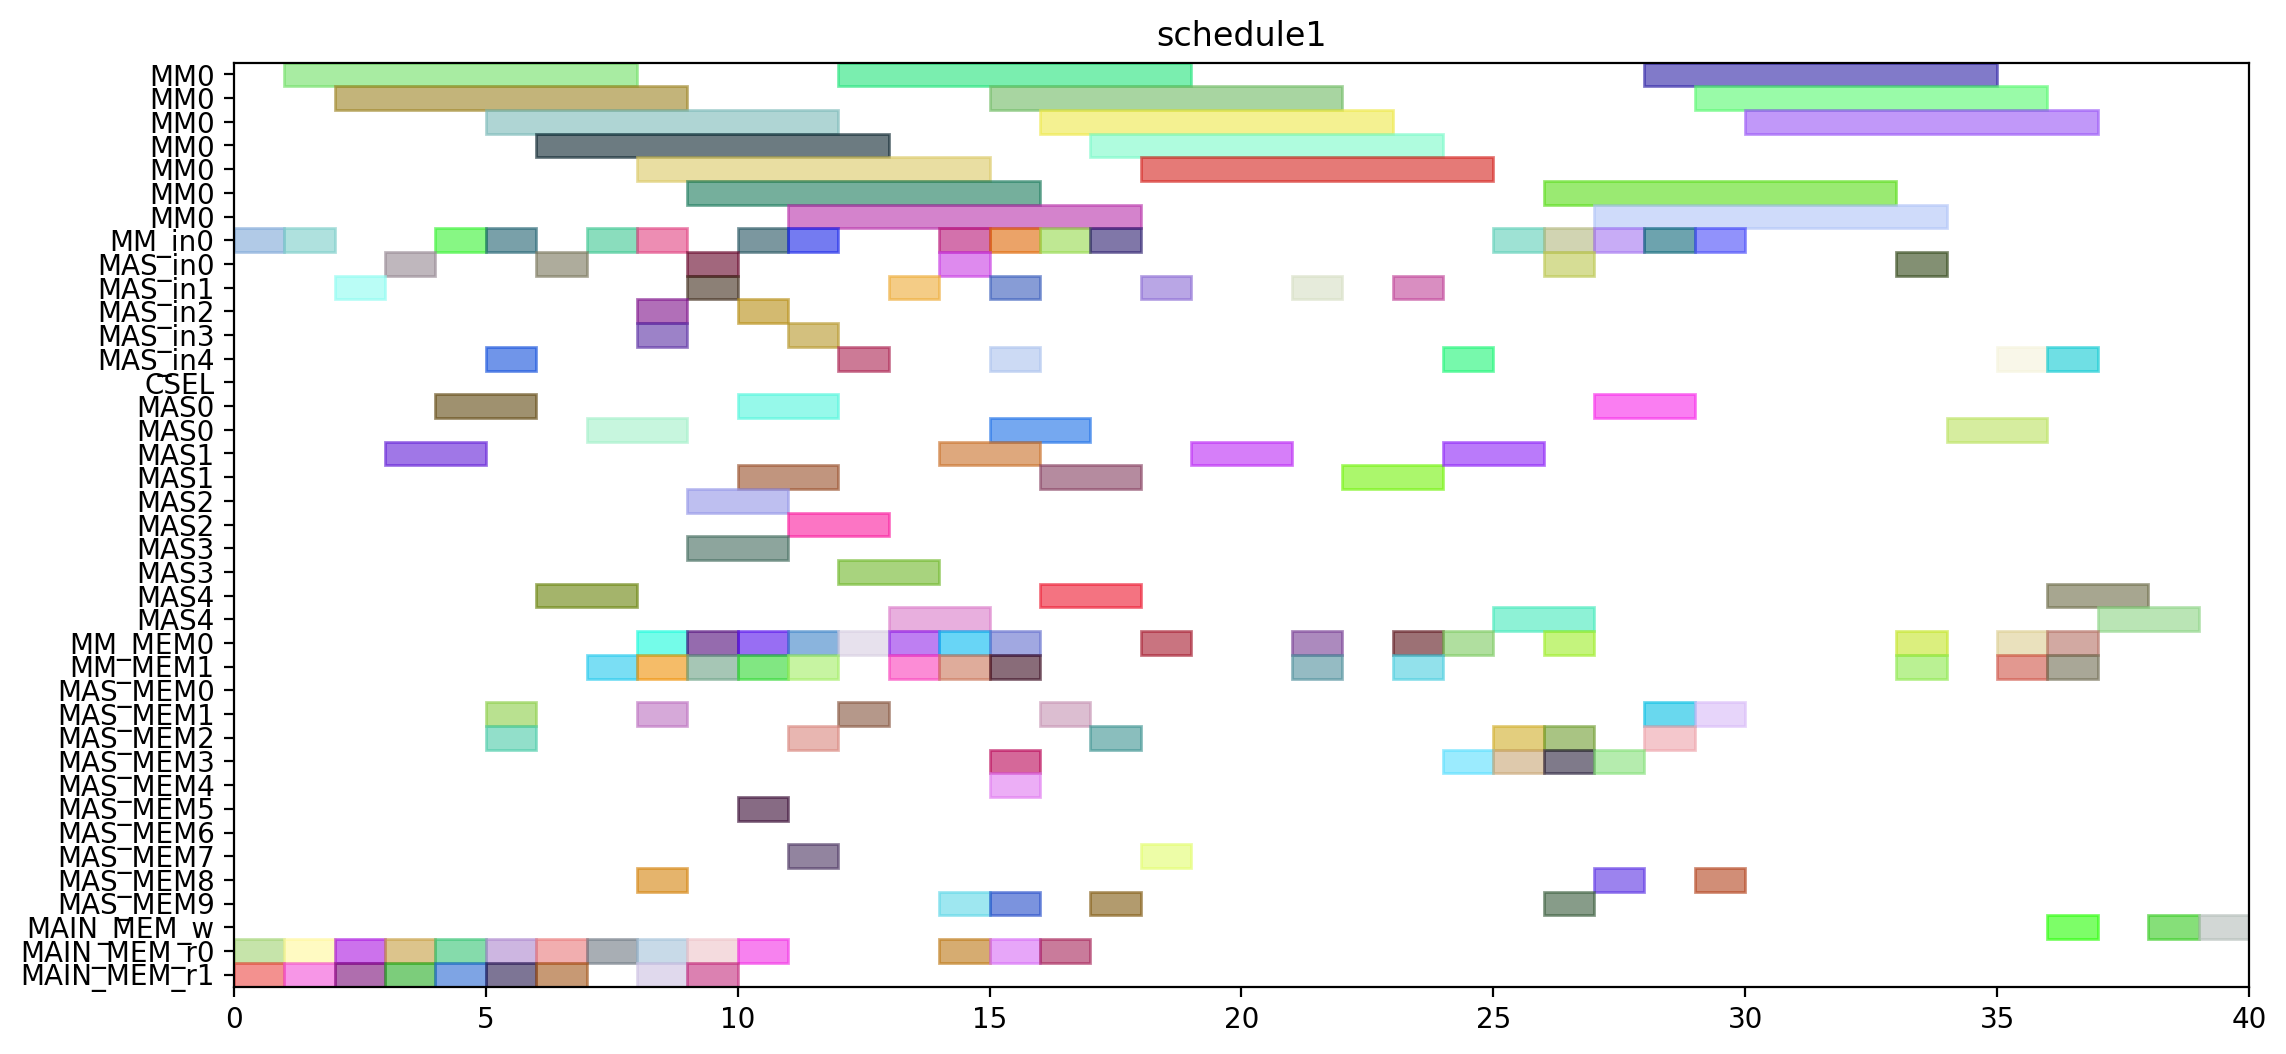 schedule1
MM0
MM0
MM0
MM0
MM0
MM0
MM0
MM_in0
MAS_in0
MAS_in1
MAS_in2
MAS_in3
MAS_in4
CSEL
MAS0
MAS0
MAS1
MAS1
MAS2
MAS2
MAS3
MAS3
MAS4
MAS4
MM_MEM0
MM_MEM1
MAS_MEM0
MAS_MEM1
MAS_MEM2
MAS_MEM3
MAS_MEM4
MAS_MEM5
MAS_MEM6
MAS_MEM7
MAS_MEM8
MAS_MEM9
MAIN_MEM_w
MAIN_MEM_r0
MAIN_MEM_r1
0 5 10 15 20 25 30 35 40